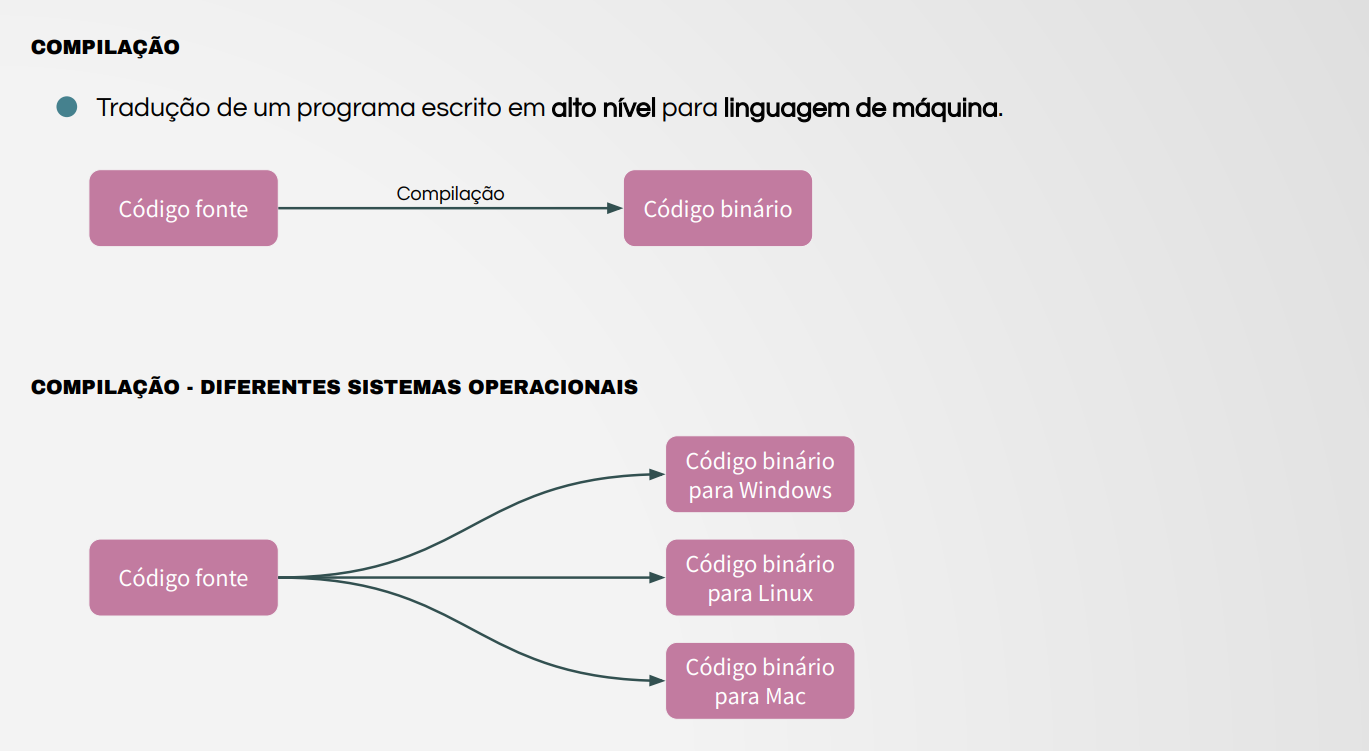 COMPILAÇÃO
Tradução de um programa escrito em alto nível para linguagem de máquina.
Compilação
Código fonte
Código binário
COMPILAÇÃO - DIFERENTES SISTEMAS OPERACIONAIS
Código binário
para Windows
Código fonte
Código binário
para Linux
Código binário
para Mac